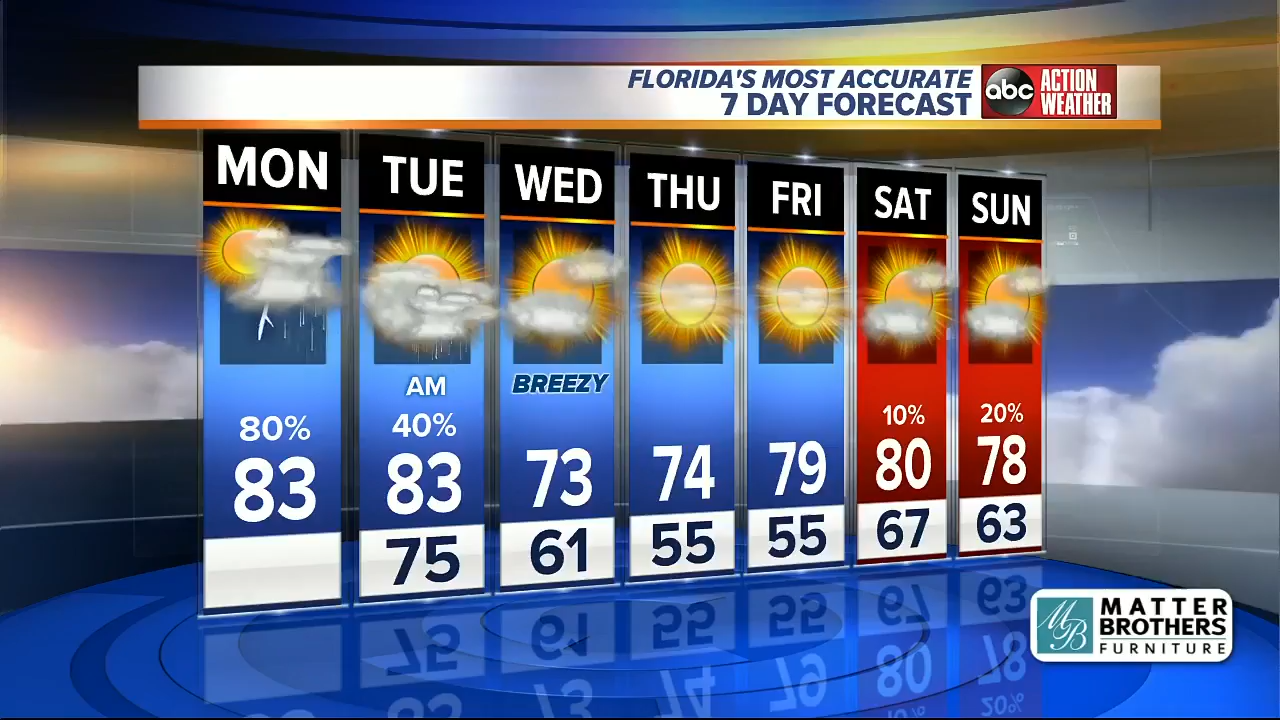 FLORIDA'S MOST ACCURATE
7 DAY FORECAST
abc
ACTION
WEATHER
MON TUE WED THU FRI SAT SUN
AM BREEZY
80% 40% 10% 20%
83 83 73 74 79 80 78
75 61 55 55 67 63
MB
MATTER
BROTHERS
FURNITURE